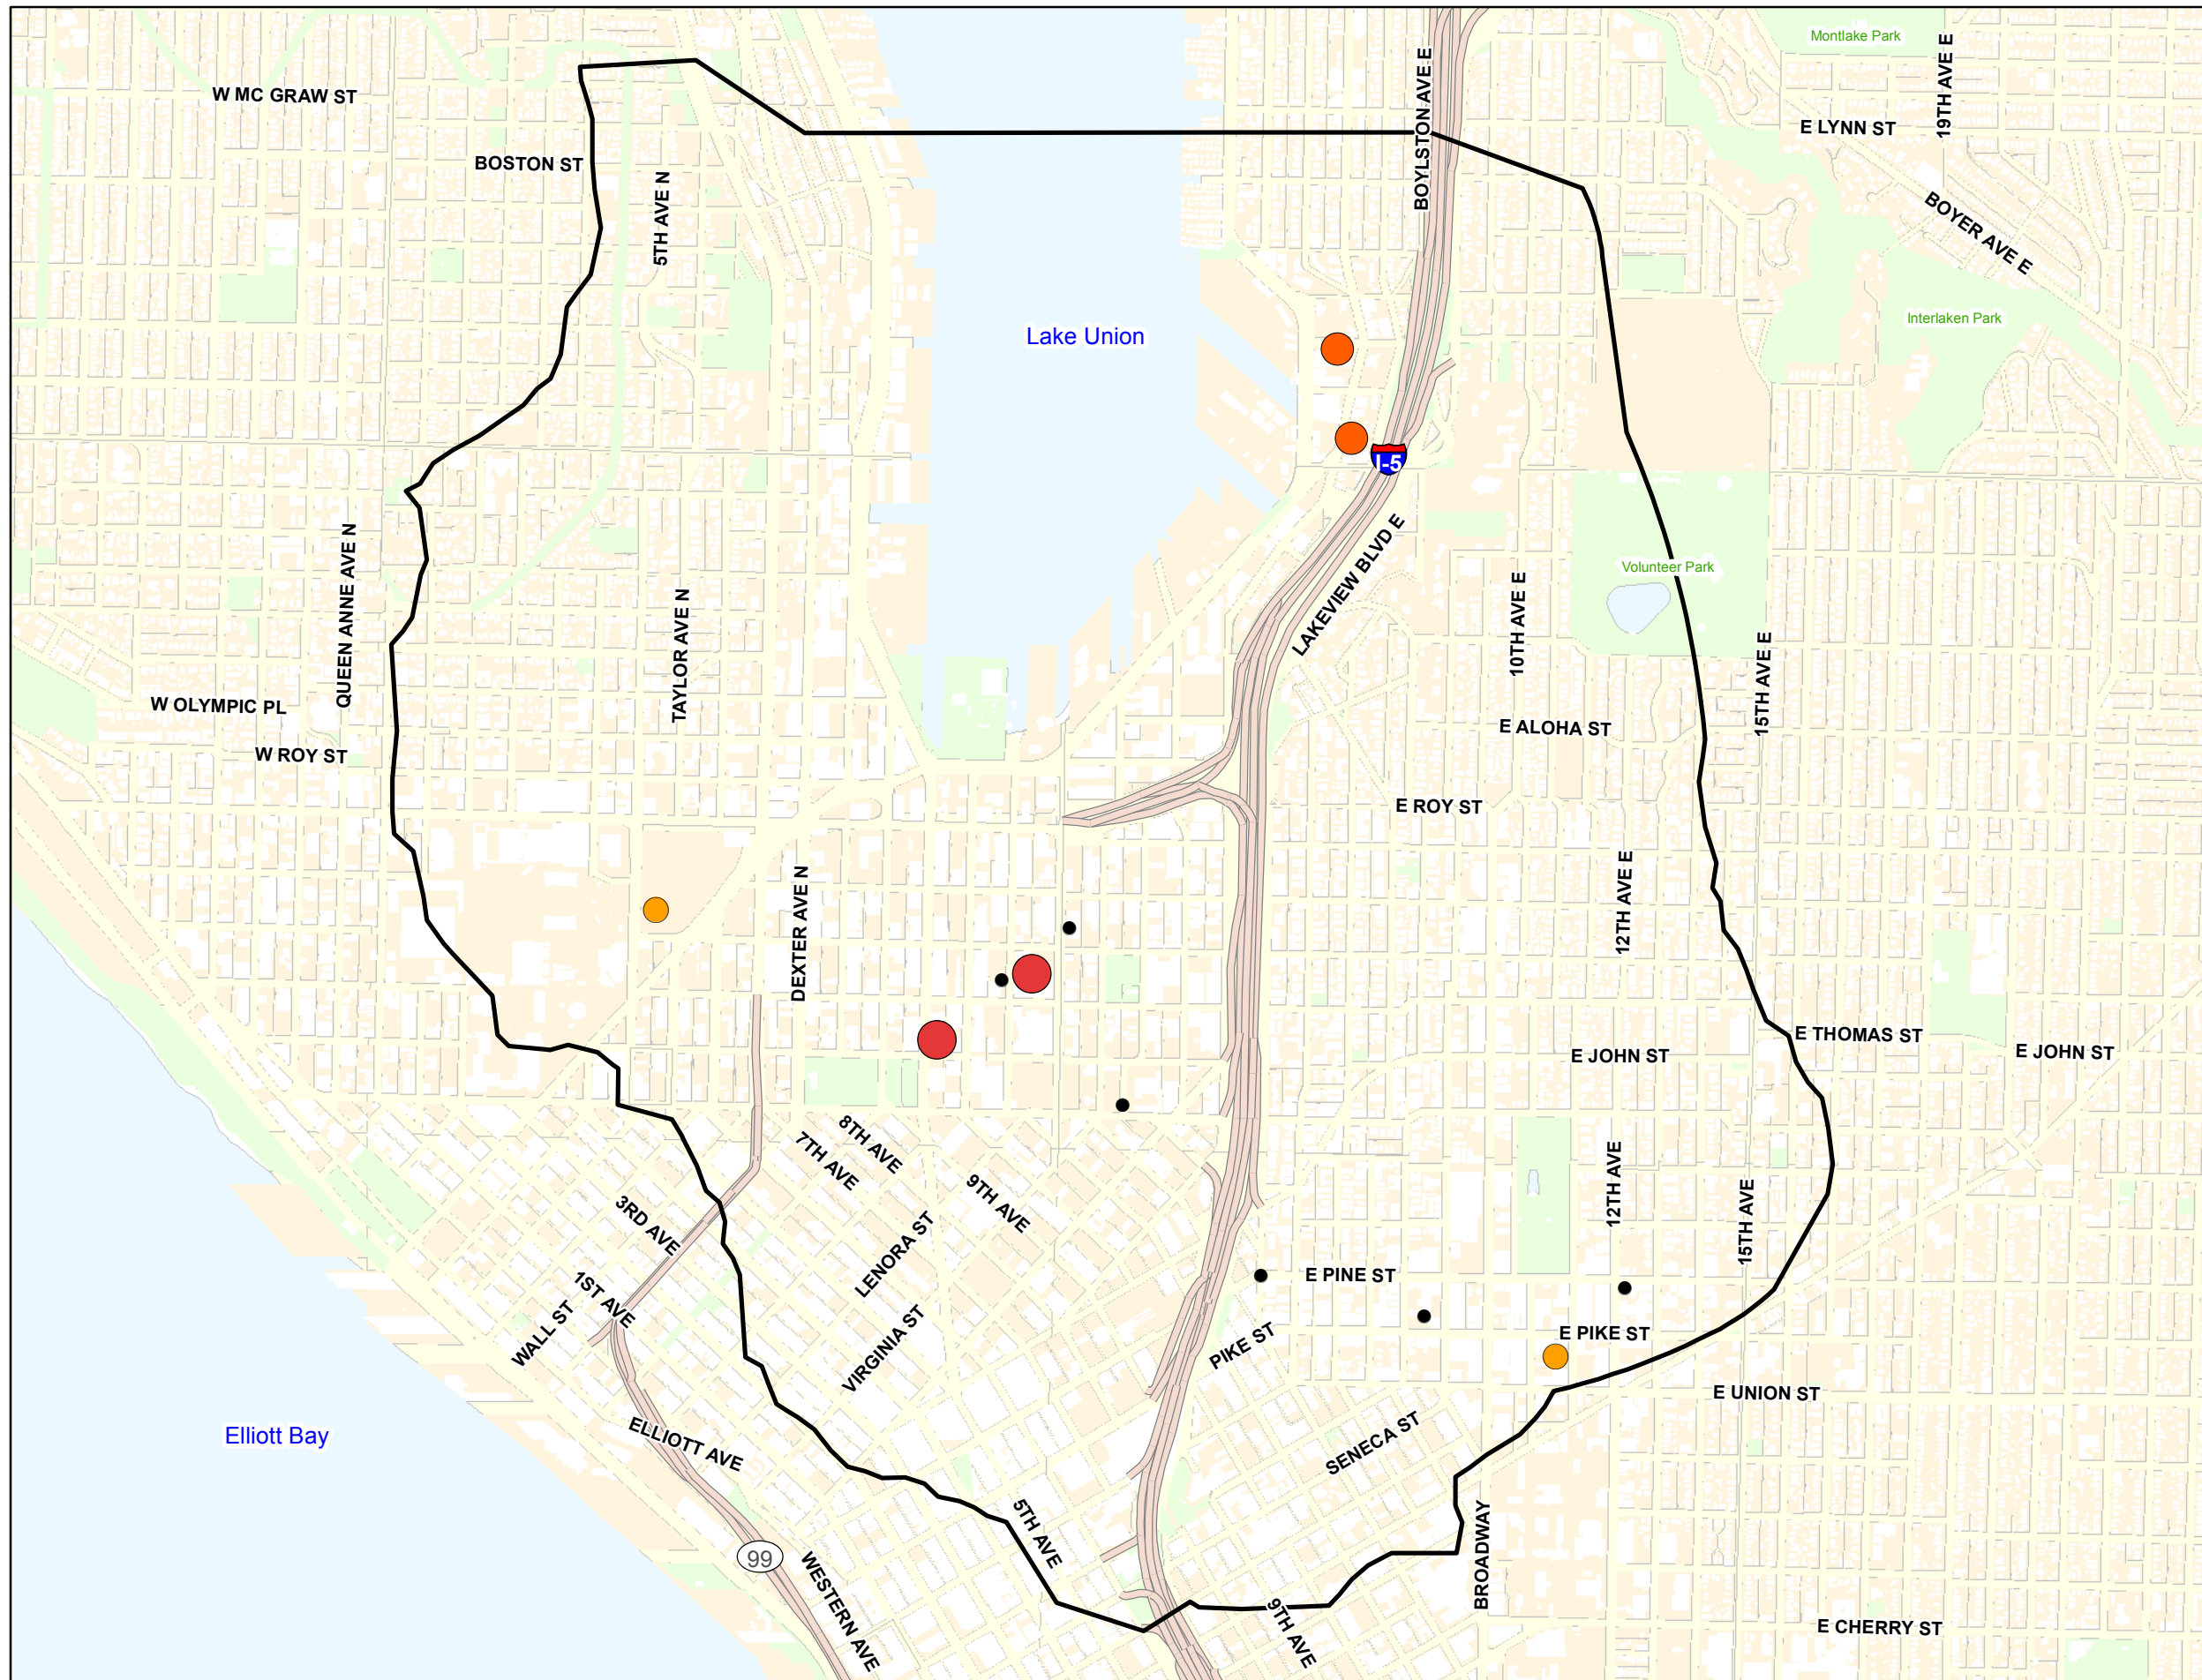 Montlake Park
W MC GRAW ST
BOYLSTON AVE E
19TH AVE E
E LYNN ST
BOSTON ST
5TH AVE N
BOYER AVE E
Interlaken Park
Lake Union
I-5
LAKEVIEW BLVD E
QUEEN ANNE AVE N
TAYLOR AVE N
10TH AVE E
Volunteer Park
15TH AVE E
W OLYMPIC PL
W ROY ST
E ALOHA ST
E ROY ST
DEXTER AVE N
12TH AVE E
E THOMAS ST
E JOHN ST
E JOHN ST
8TH AVE
7TH AVE
9TH AVE
12TH AVE
15TH AVE
3RD AVE
LENORA ST
1ST AVE
WALL ST
E PINE ST
VIRGINIA ST
PIKE ST
E PIKE ST
E UNION ST
Elliott Bay
ELLIOTT AVE
SENECA ST
5TH AVE
BROADWAY
99
WESTERN AVE
9TH AVE
E CHERRY ST